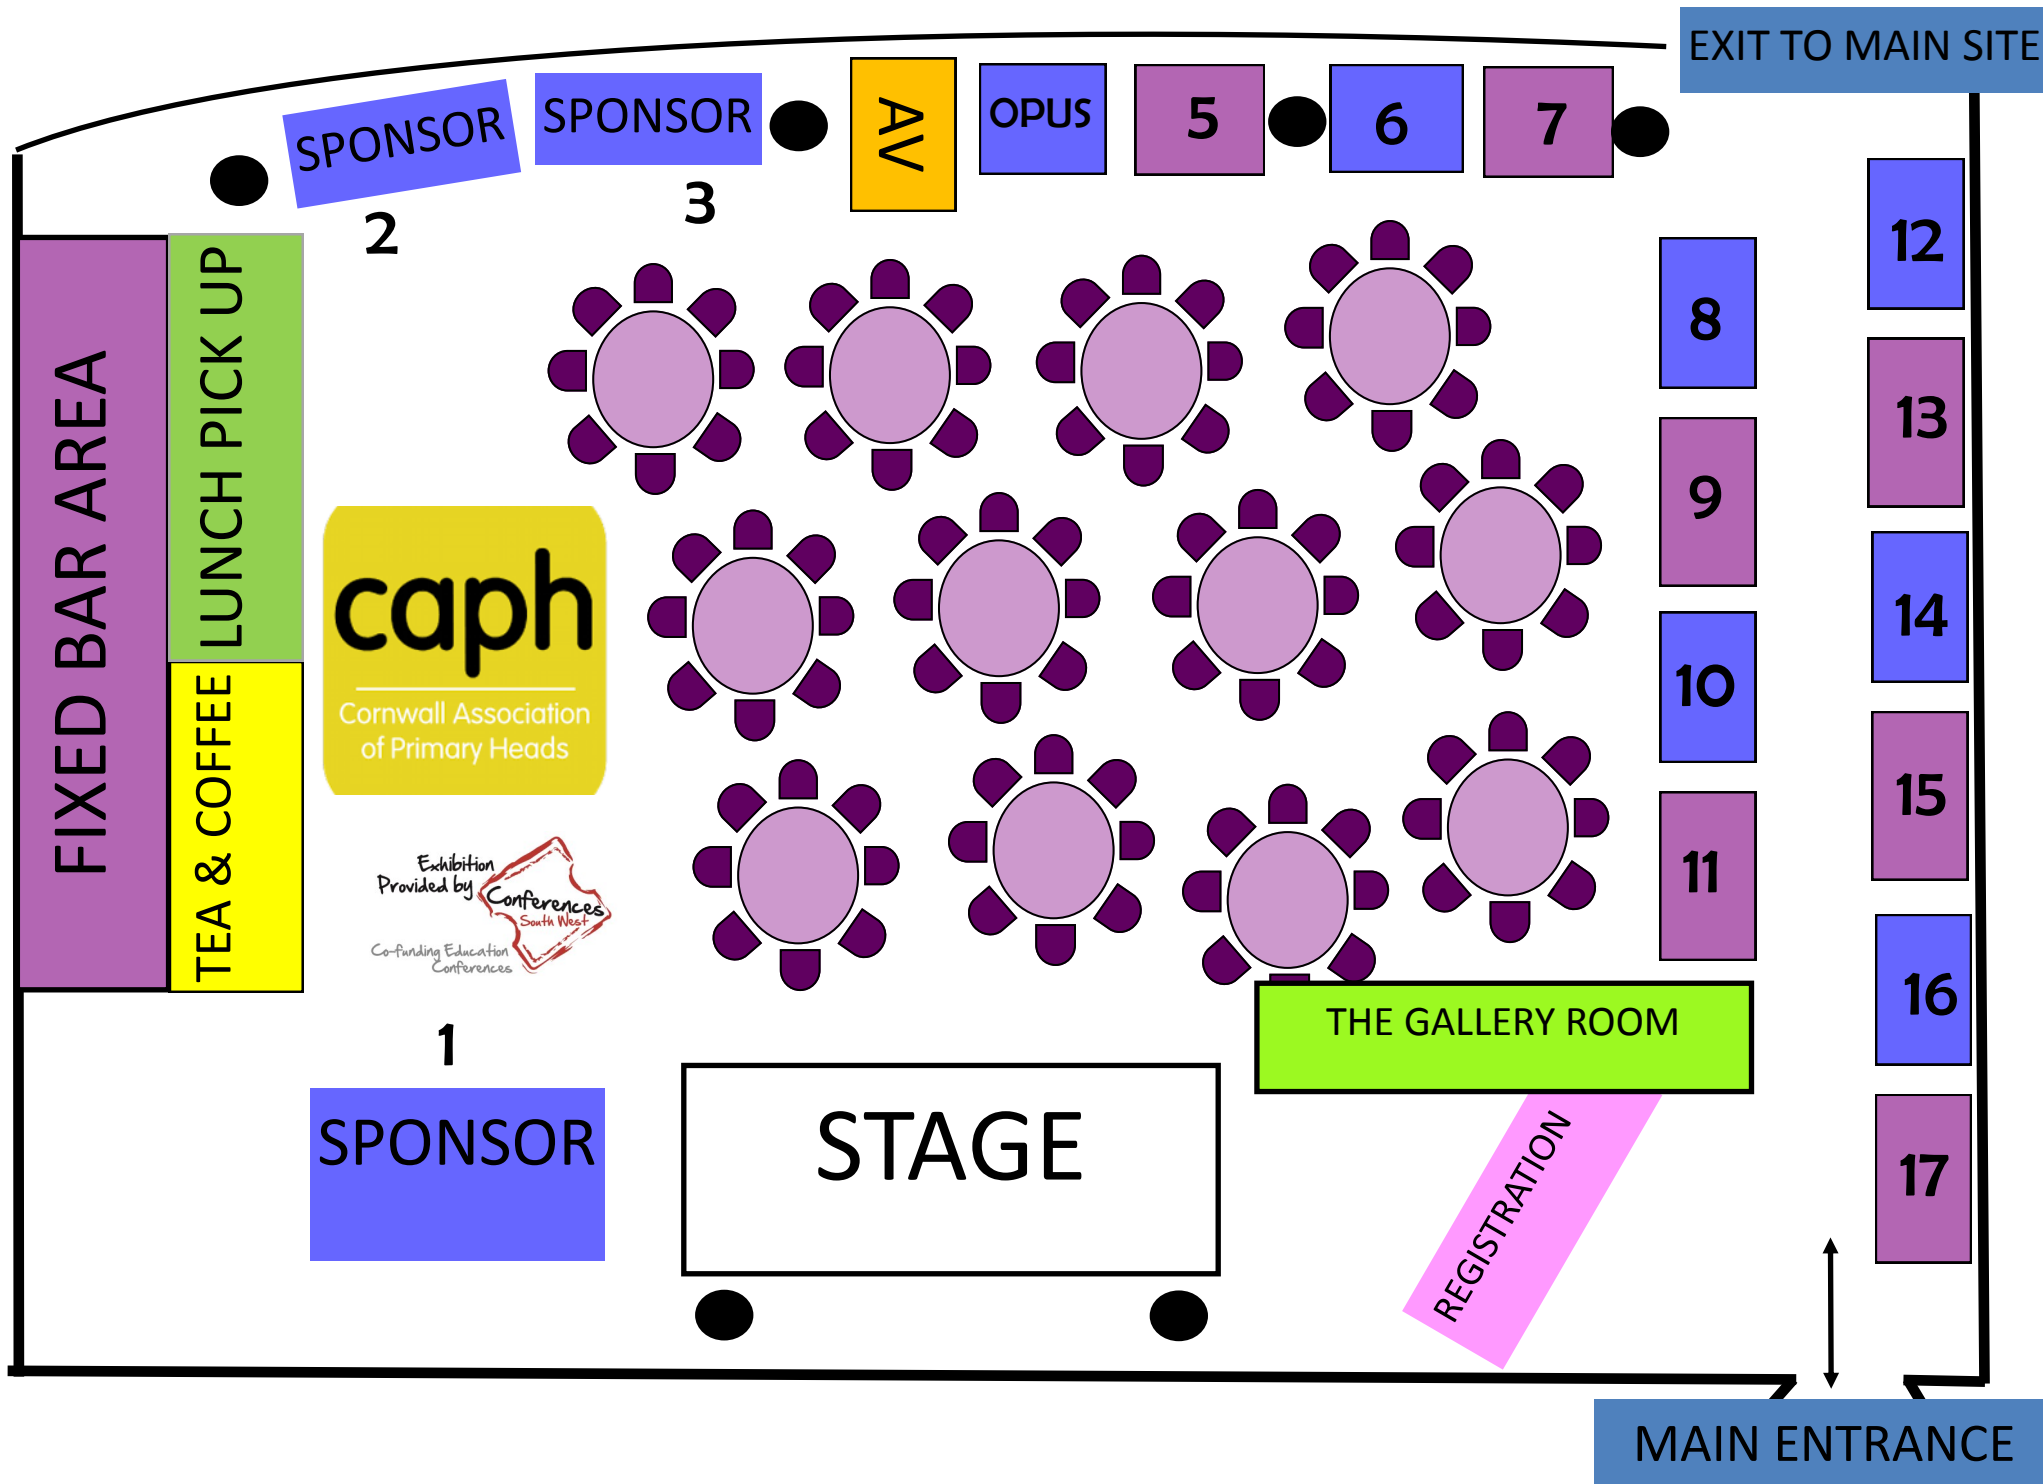 EXIT TO MAIN SITE
SPONSOR
2
SPONSOR
3
AV
OPUS
5
6
7
8
9
10
11
12
13
14
15
16
17
FIXED BAR AREA
LUNCH PICK UP
TEA & COFFEE
caph
Cornwall Association
of Primary Heads
Exhibition
Provided by
Conferences
South West
Co-funding Education
Conferences
1
SPONSOR
STAGE
THE GALLERY ROOM
REGISTRATION
MAIN ENTRANCE